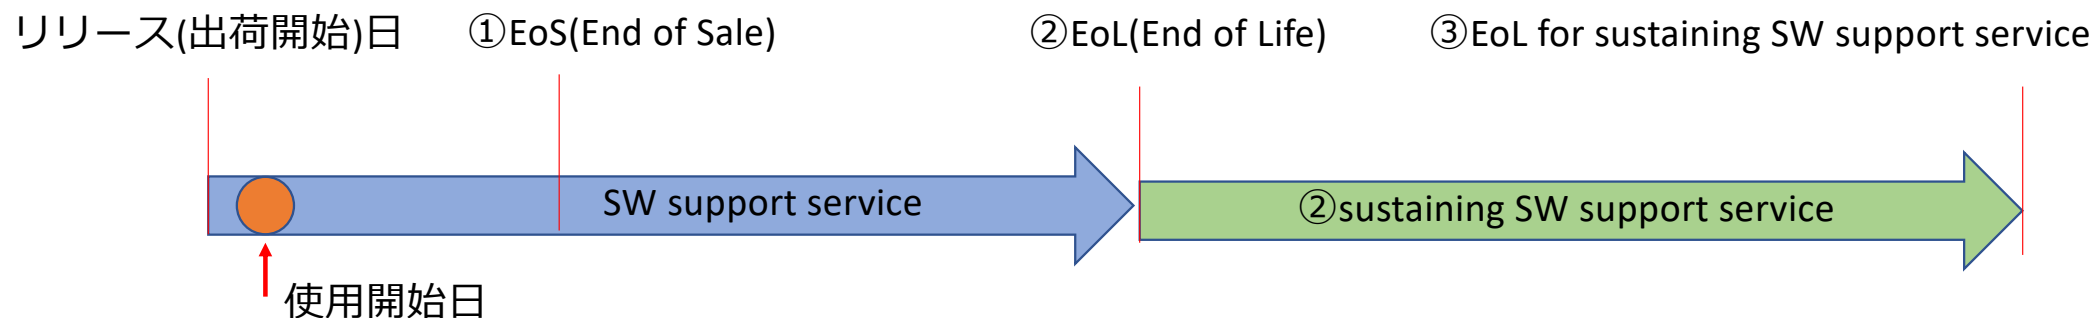 リリース(出荷開始)日
①EoS(End of Sale)
②EoL(End of Life)
③EoL for sustaining SW support service
SW support service
②sustaining SW support service
使用開始日